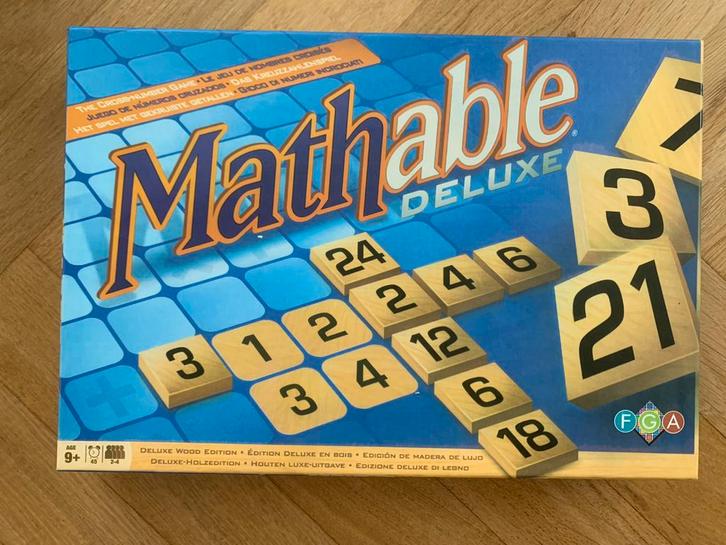 The Cross-Number Game • Le jeu de nombres croisés
Juego de números cruzados • Das Kreuzzahlenspiel
Het spel met gekruiste getallen • Gioco di numeri incrociati
Mathable®
DELUXE
7
3
21
24
2 4 6
3 1 2 12
3 4 6
18
FGA
AGE
9+
45
2-4
Deluxe Wood Edition • Édition Deluxe en bois • Edición de madera de lujo
Deluxe-Holzedition • Houten luxe-uitgave • Edizione deluxe di legno